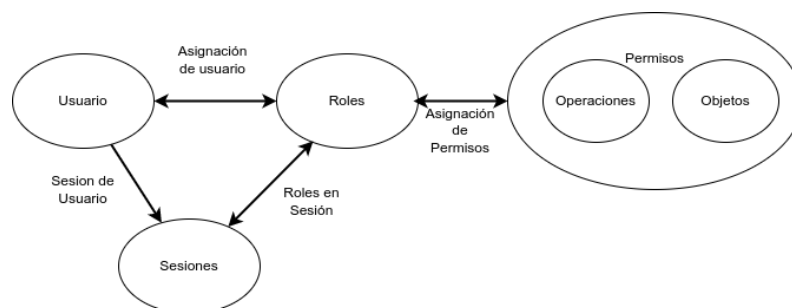 Asignación
de usuario
Usuario
Roles
Permisos
Operaciones
Objetos
Asignación
de
Permisos
Sesion de
Usuario
Roles en
Sesión
Sesiones